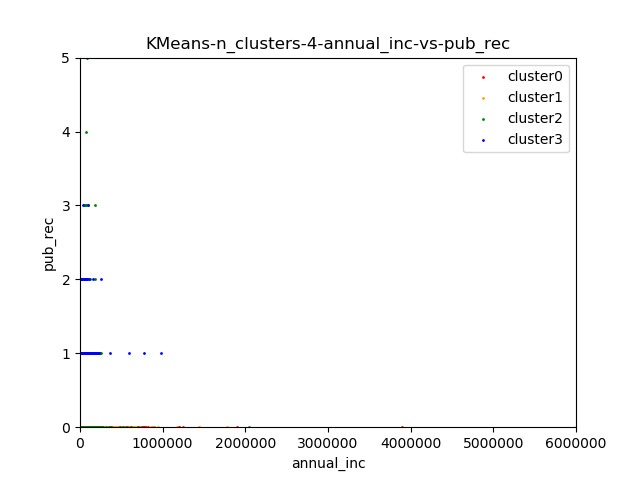 KMeans-n_clusters-4-annual_inc-vs-pub_rec
cluster0
cluster1
cluster2
cluster3
5
4
3
2
1
0
pub_rec
0 1000000 2000000 3000000 4000000 5000000 6000000
annual_inc